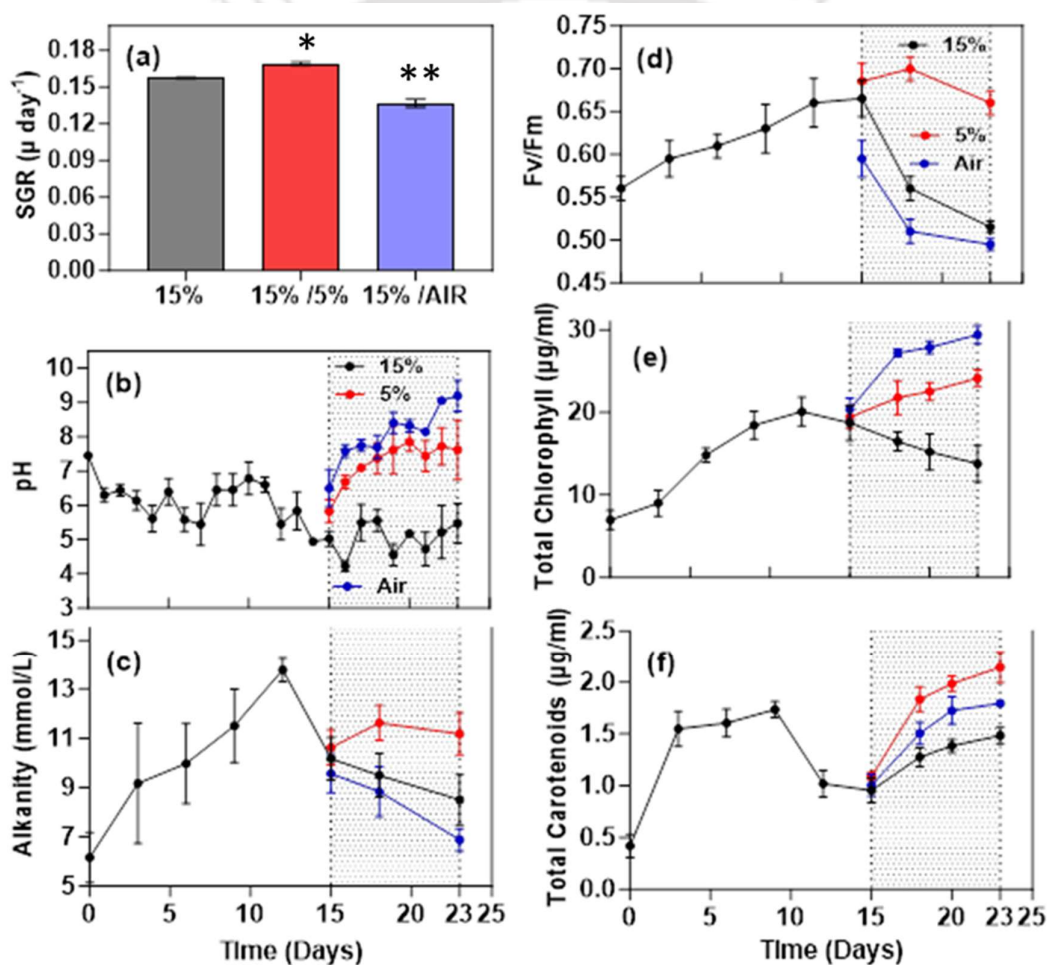 (a)
*
**
SGR (µ day⁻¹)
0.18
0.15
0.12
0.09
0.06
0.03
0.00
15%
15% /5%
15% /AIR
(b)
15%
5%
Air
pH
10
9
8
7
6
5
4
3
(c)
Alkanity (mmol/L)
15
13
11
9
7
5
0 5 10 15 20 23 25
Time (Days)
(d)
15%
5%
Air
Fv/Fm
0.70
0.65
0.60
0.55
0.50
0.45
(e)
Total Chlorophyll (µg/ml)
30
20
10
0
(f)
Total Carotenoids (µg/ml)
2.5
2.0
1.5
1.0
0.5
0.0
0 5 10 15 20 23 25
Time (Days)